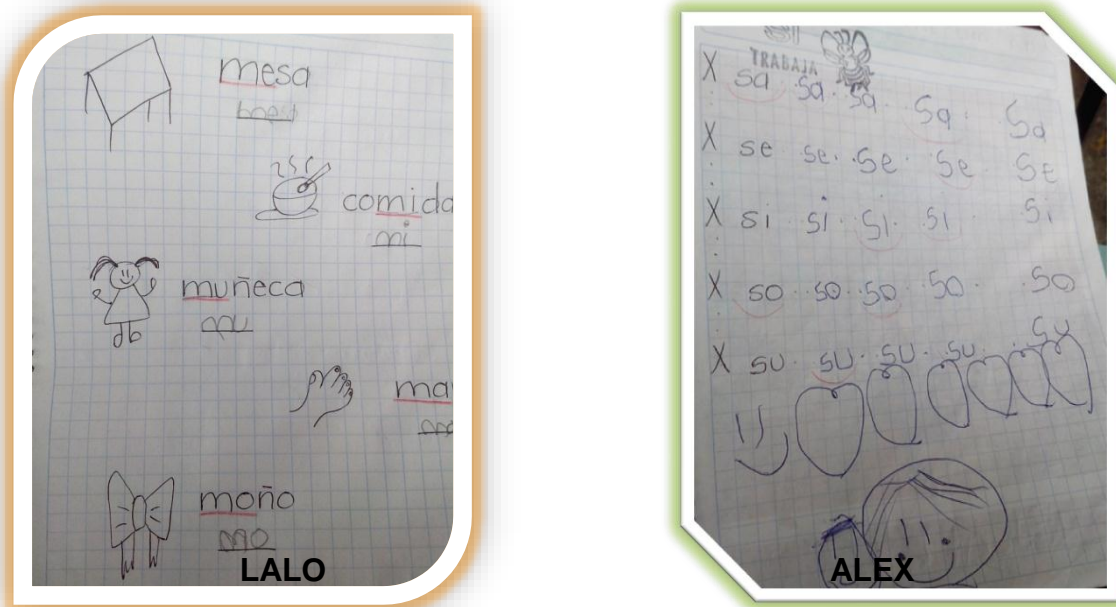 mesa
comida
mi
muñeca
mu
ma
moño
mo
LALO
TRABAJA
X sa sa sa sa sa
X se se se se se
X si si si si si
X so so so so so
X su su su su su
ALEX